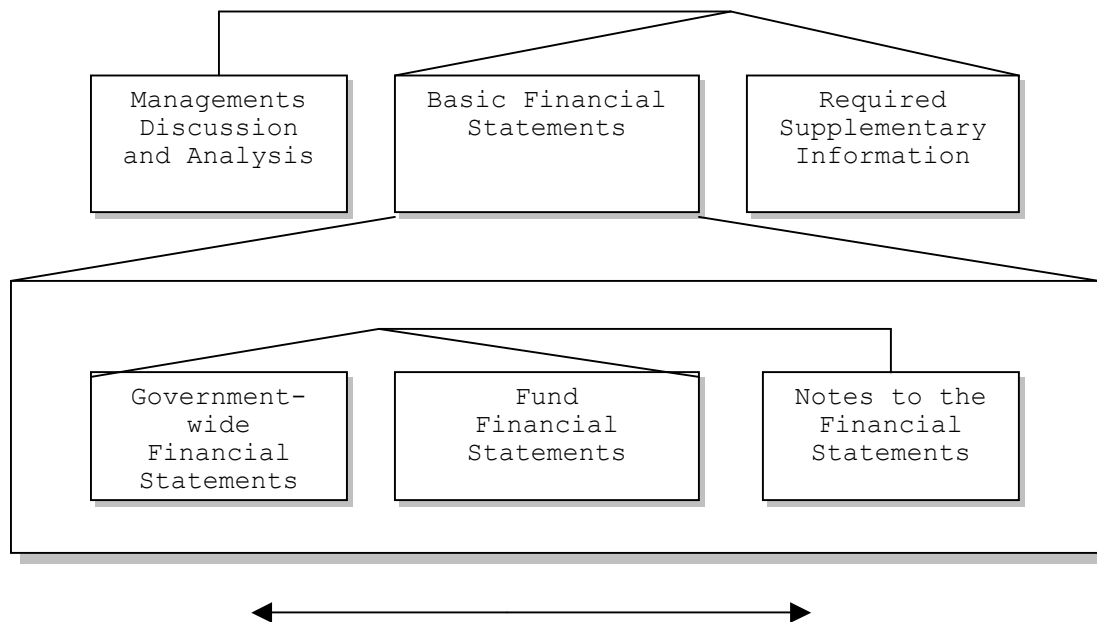 Managements
Discussion
and Analysis
Basic Financial
Statements
Required
Supplementary
Information
Government-
wide
Financial
Statements
Fund
Financial
Statements
Notes to the
Financial
Statements